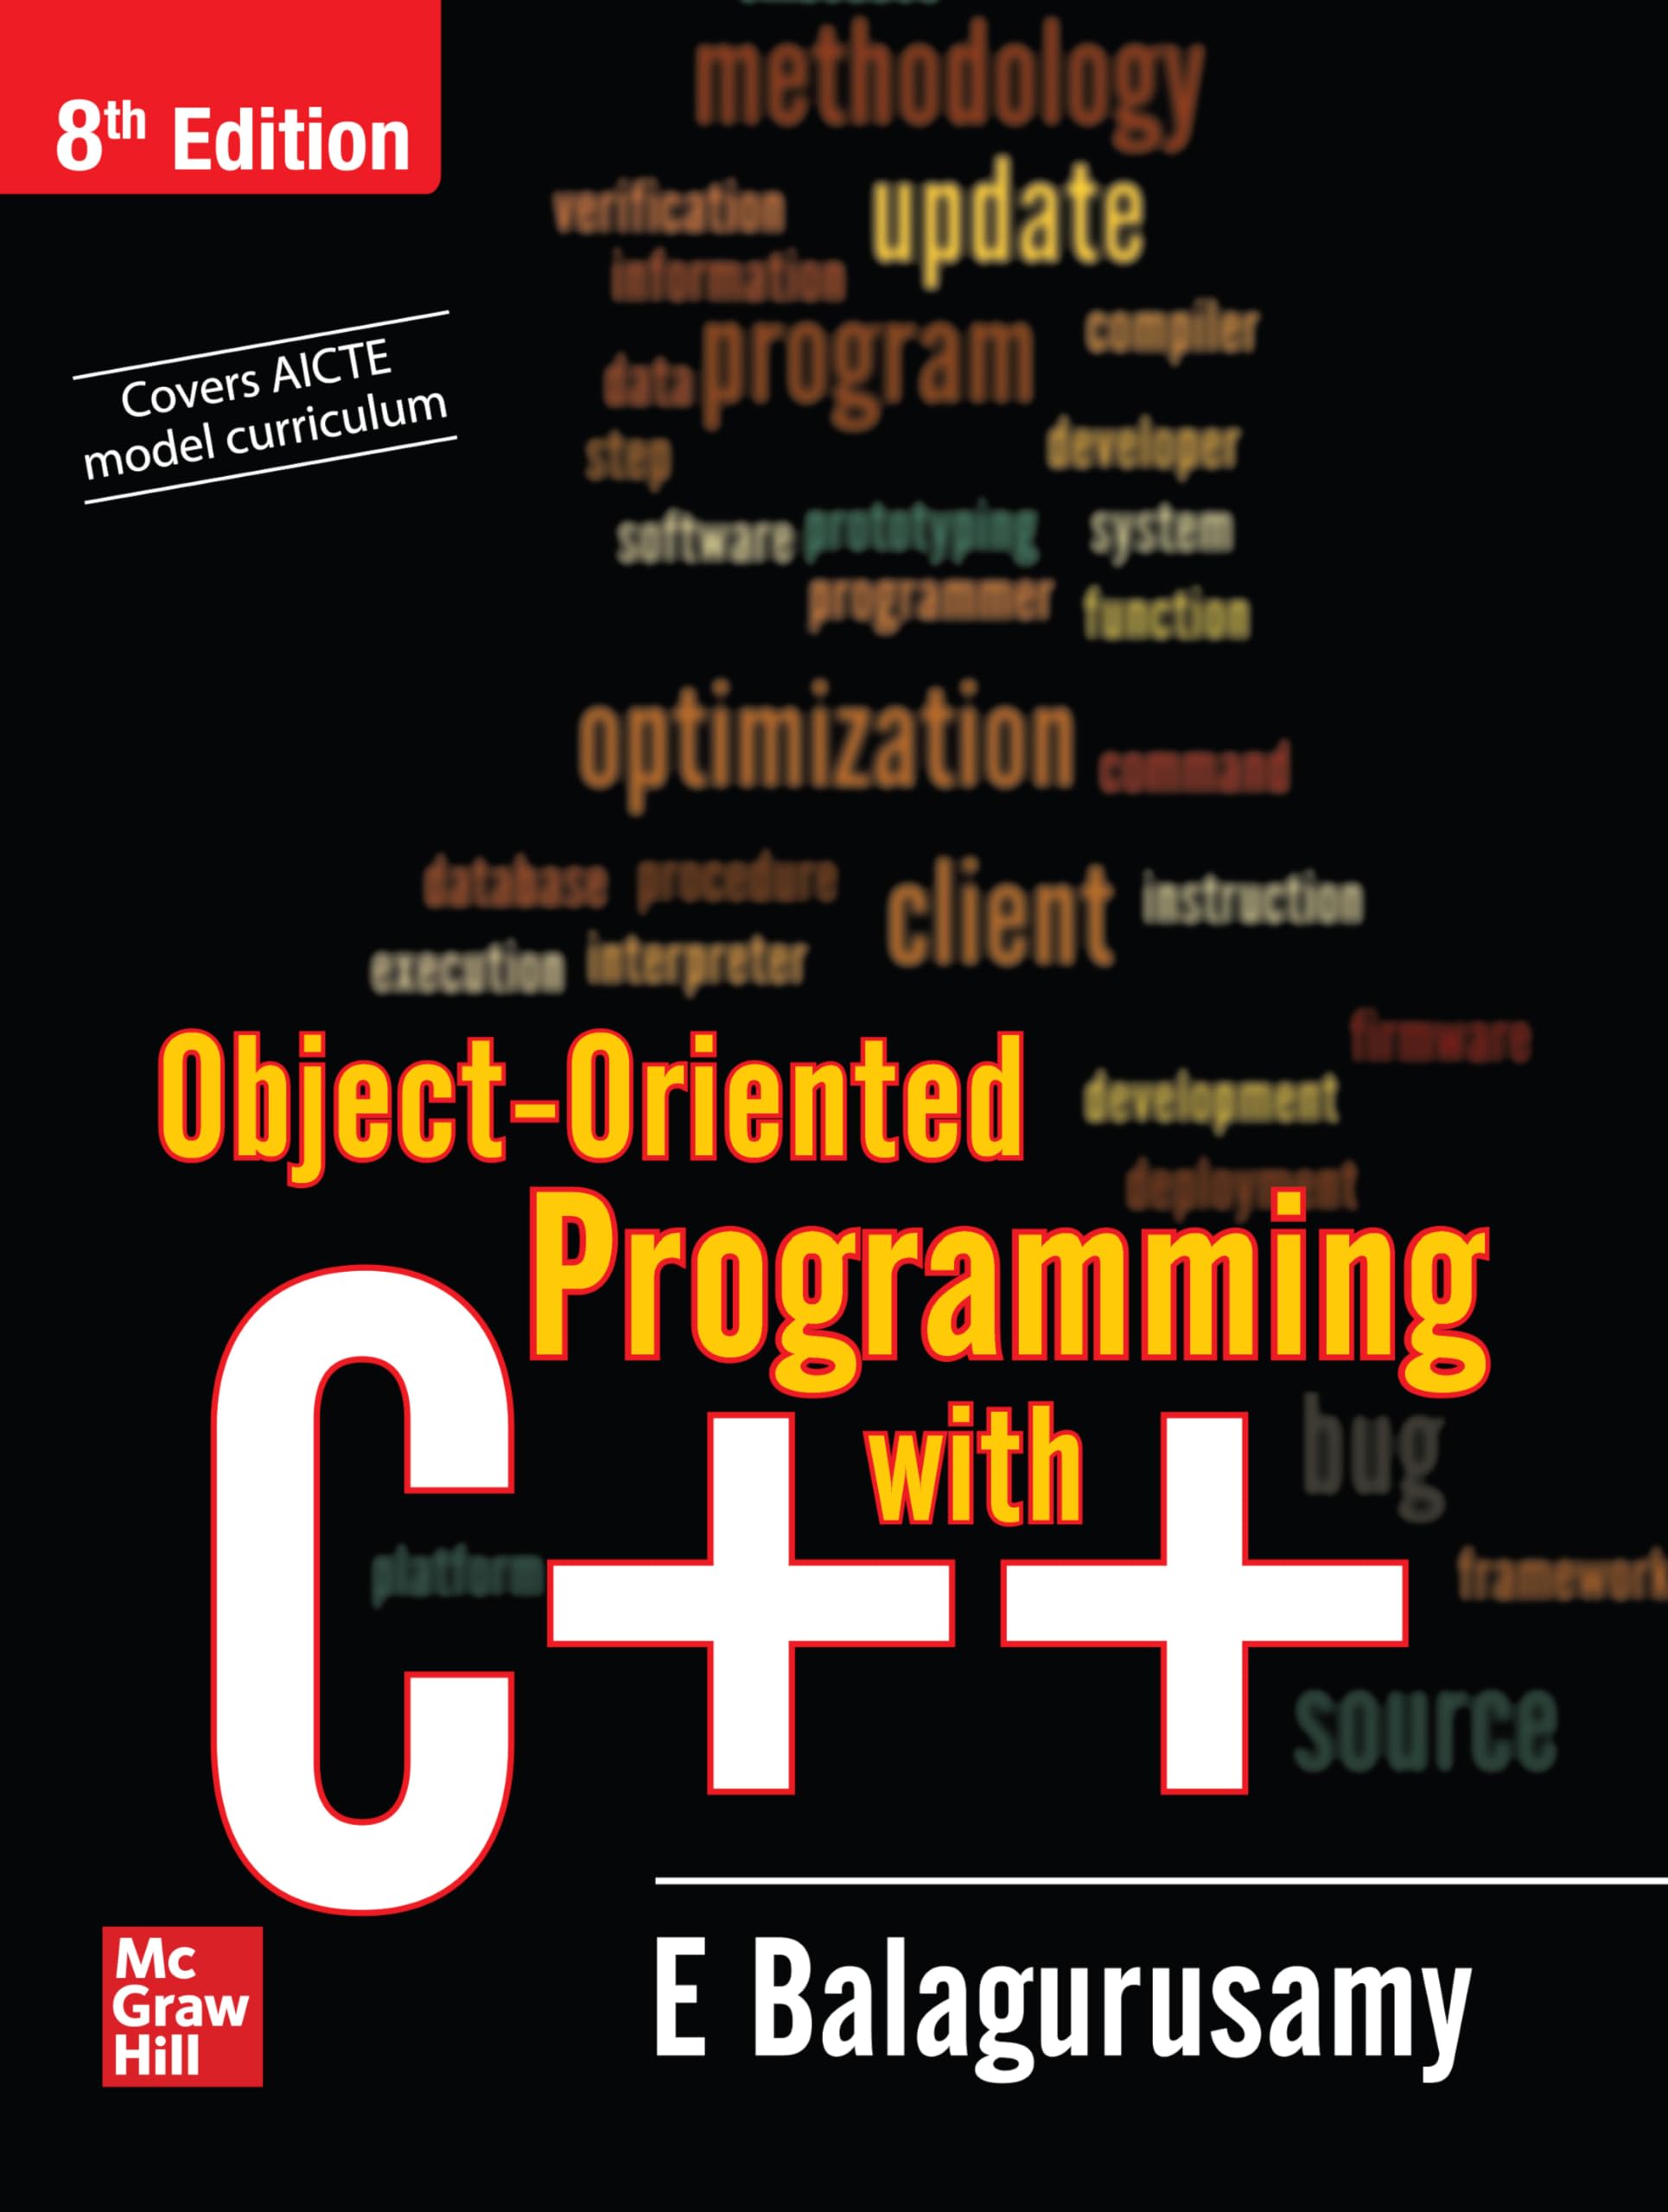 methodology
8th Edition
verification
update
information
program
compiler
data
Covers AICTE
model curriculum
step
developer
software prototyping system
programmer function
optimization command
database procedure client instruction
execution interpreter
firmware
Object-Oriented
development
deployment
Programming
with
C++
bug
platform
framework
source
E Balagurusamy
Mc
Graw
Hill